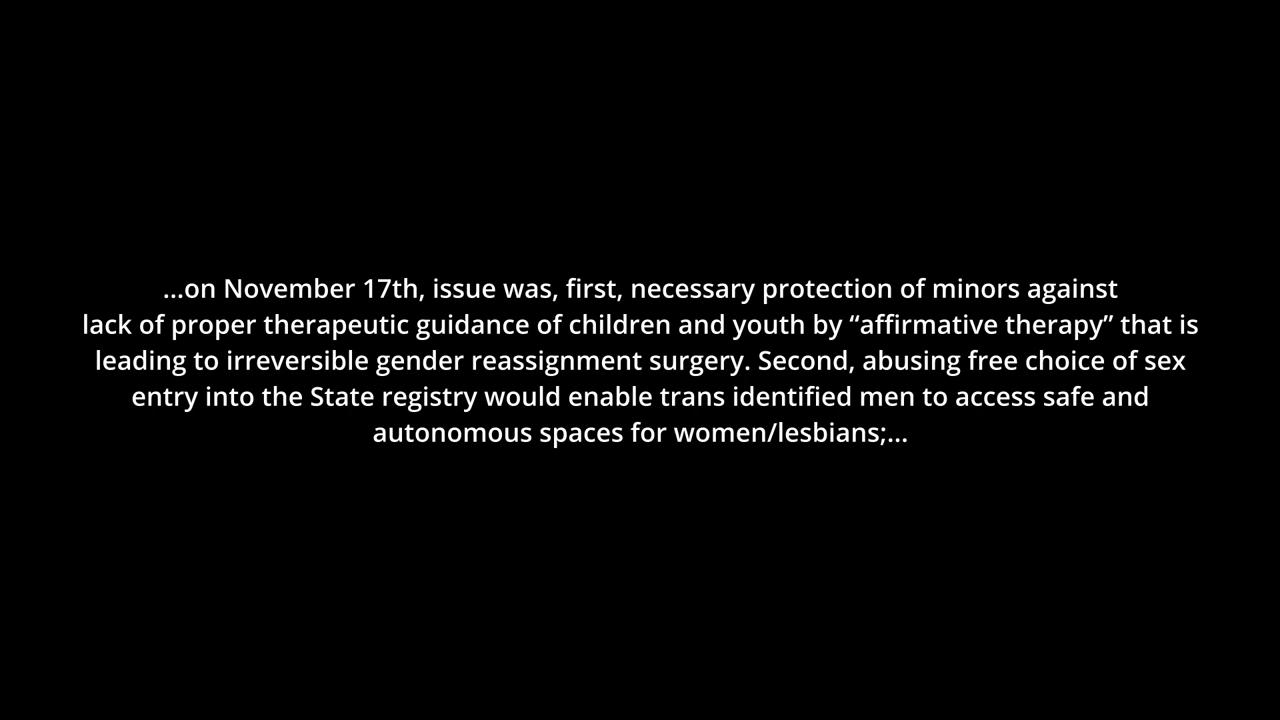 ...on November 17th, issue was, first, necessary protection of minors against
lack of proper therapeutic guidance of children and youth by “affirmative therapy” that is
leading to irreversible gender reassignment surgery. Second, abusing free choice of sex
entry into the State registry would enable trans identified men to access safe and
autonomous spaces for women/lesbians;...